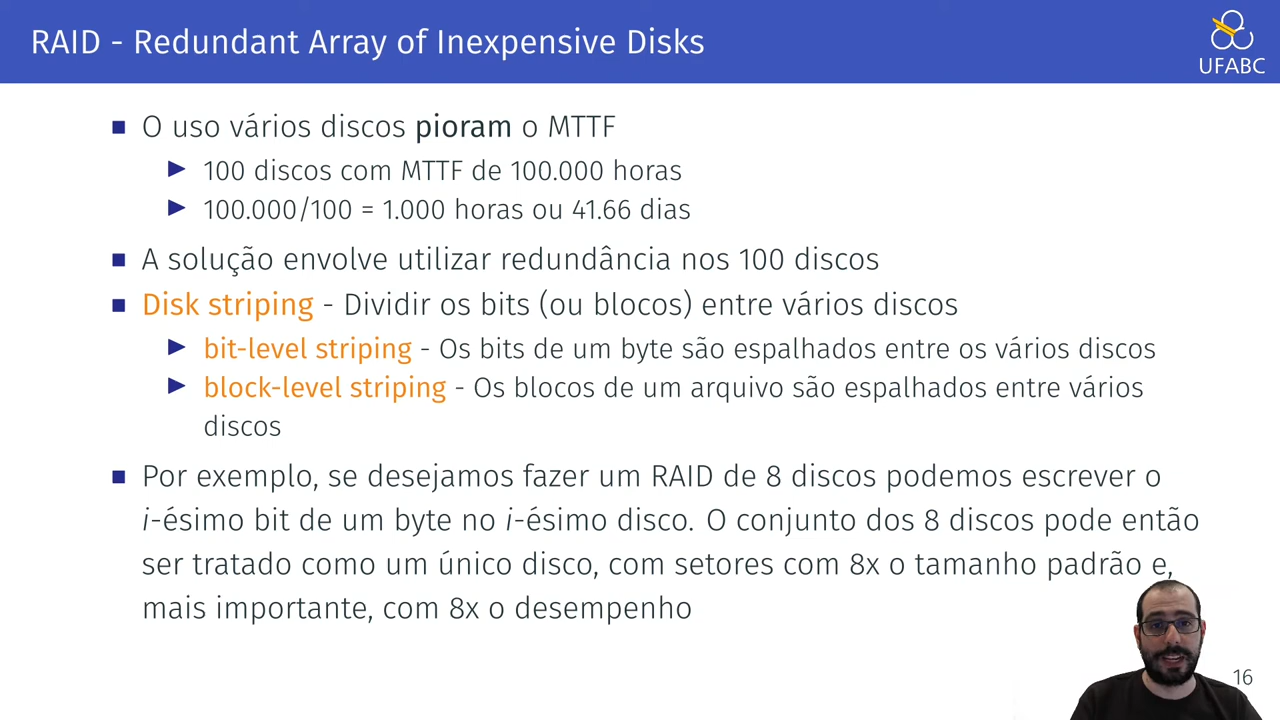 RAID - Redundant Array of Inexpensive Disks
UFABC
O uso vários discos pioram o MTTF
100 discos com MTTF de 100.000 horas
100.000/100 = 1.000 horas ou 41.66 dias
A solução envolve utilizar redundância nos 100 discos
Disk striping - Dividir os bits (ou blocos) entre vários discos
bit-level striping - Os bits de um byte são espalhados entre os vários discos
block-level striping - Os blocos de um arquivo são espalhados entre vários
discos
Por exemplo, se desejamos fazer um RAID de 8 discos podemos escrever o
i-ésimo bit de um byte no i-ésimo disco. O conjunto dos 8 discos pode então
ser tratado como um único disco, com setores com 8x o tamanho padrão e,
mais importante, com 8x o desempenho
16